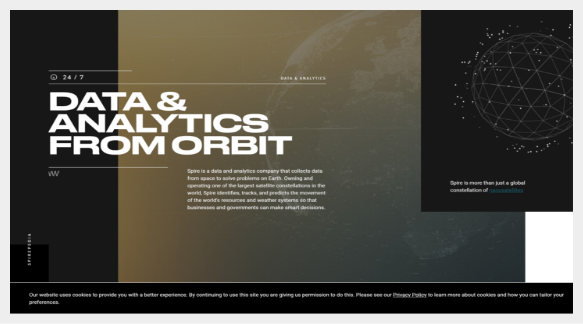 24 / 7
DATA & ANALYTICS
DATA &
ANALYTICS
FROM ORBIT
Spire is a data and analytics company that collects data
from space to solve problems on Earth. Owning and
operating one of the largest satellite constellations in the
world, Spire identifies, tracks, and predicts the movement
of the world's resources and weather systems so that
businesses and governments can make smart decisions.
Spire is more than just a global
constellation of nanosatellites
SPIREPEDIA
Our website uses cookies to provide you with a better experience. By continuing to use this site you are giving us permission to do this. Please see our Privacy Policy to learn more about cookies and how you can tailor your
preferences.